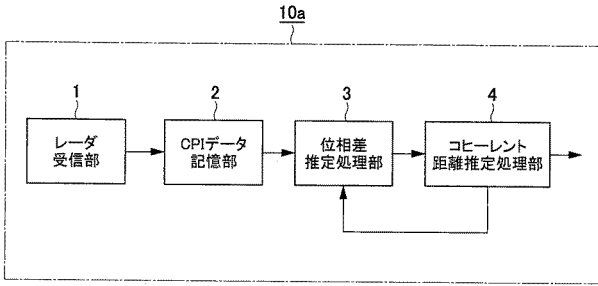 10a
1
レーダ
受信部
2
CPIデータ
記憶部
3
位相差
推定処理部
4
コヒーレント
距離推定処理部